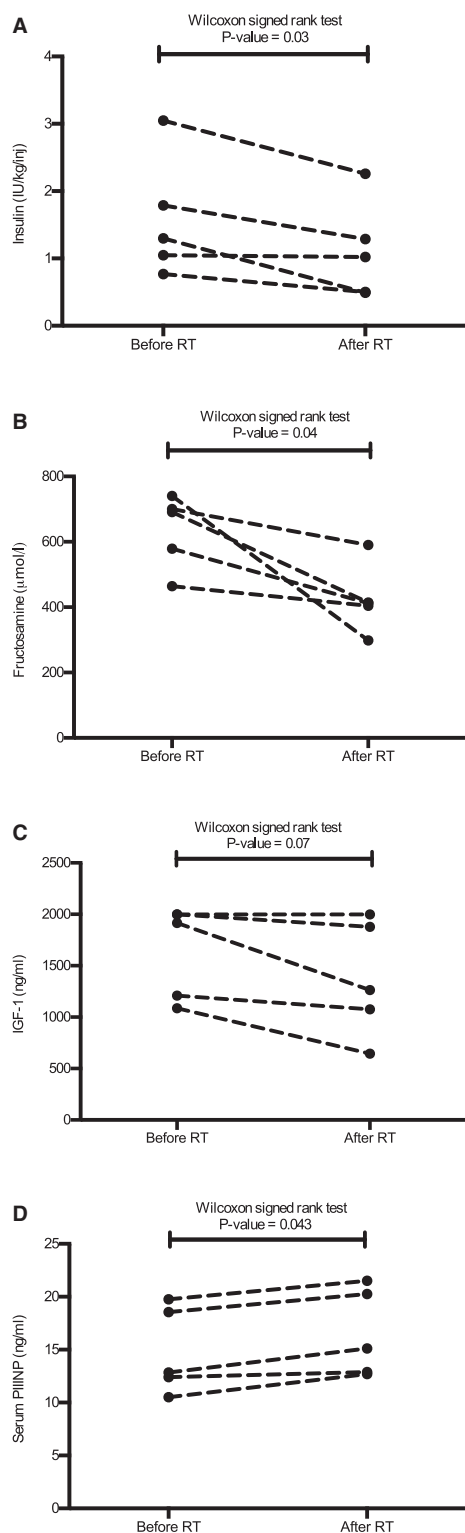 A
Wilcoxon signed rank test
P-value = 0.03
4
3
2
1
0
Insulin (IU/kg/inj)
Before RT
After RT
B
Wilcoxon signed rank test
P-value = 0.04
800
600
400
200
0
Fructosamine (μmol/l)
Before RT
After RT
C
Wilcoxon signed rank test
P-value = 0.07
2500
2000
1500
1000
500
0
IGF-1 (ng/ml)
Before RT
After RT
D
Wilcoxon signed rank test
P-value = 0.043
25
20
15
10
5
0
Serum PIIINP (ng/ml)
Before RT
After RT